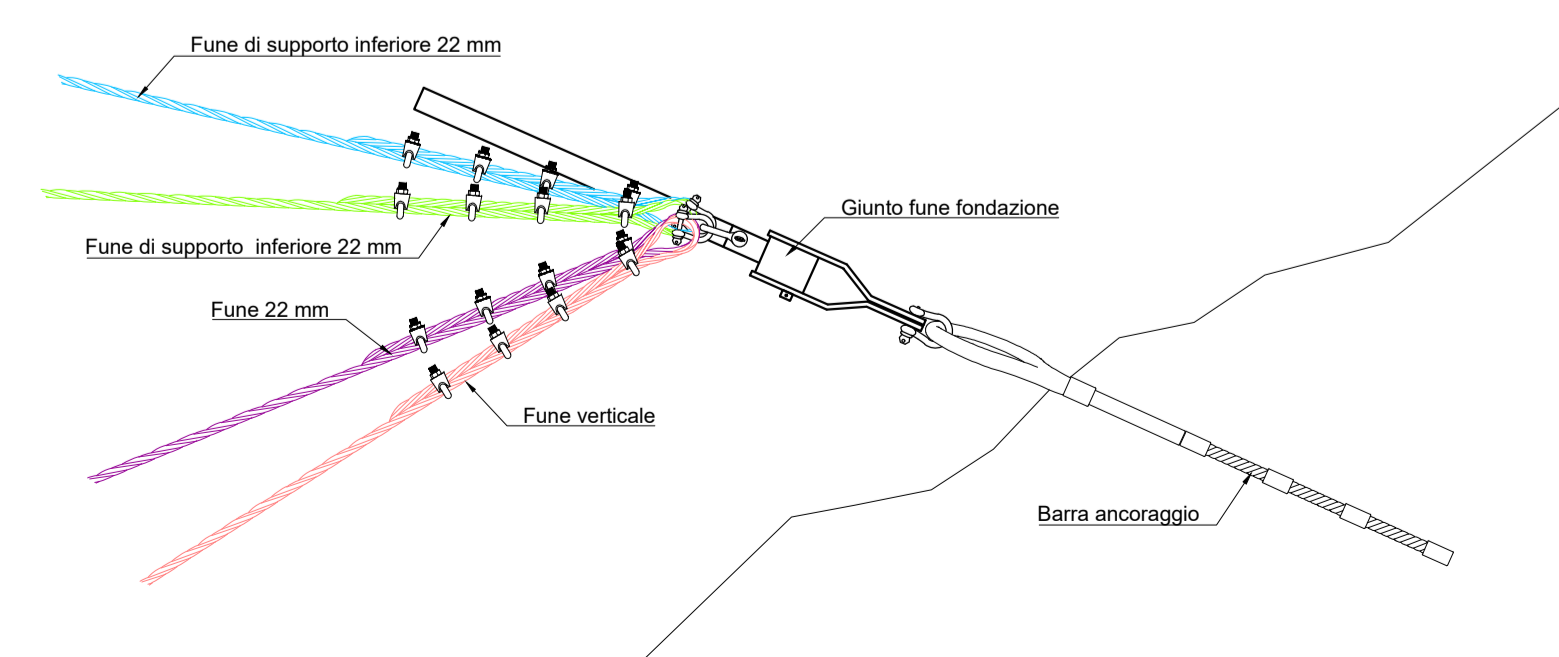 Fune di supporto inferiore 22 mm
Giunto fune fondazione
Fune di supporto  inferiore 22 mm
Fune 22 mm
Fune verticale
Barra ancoraggio